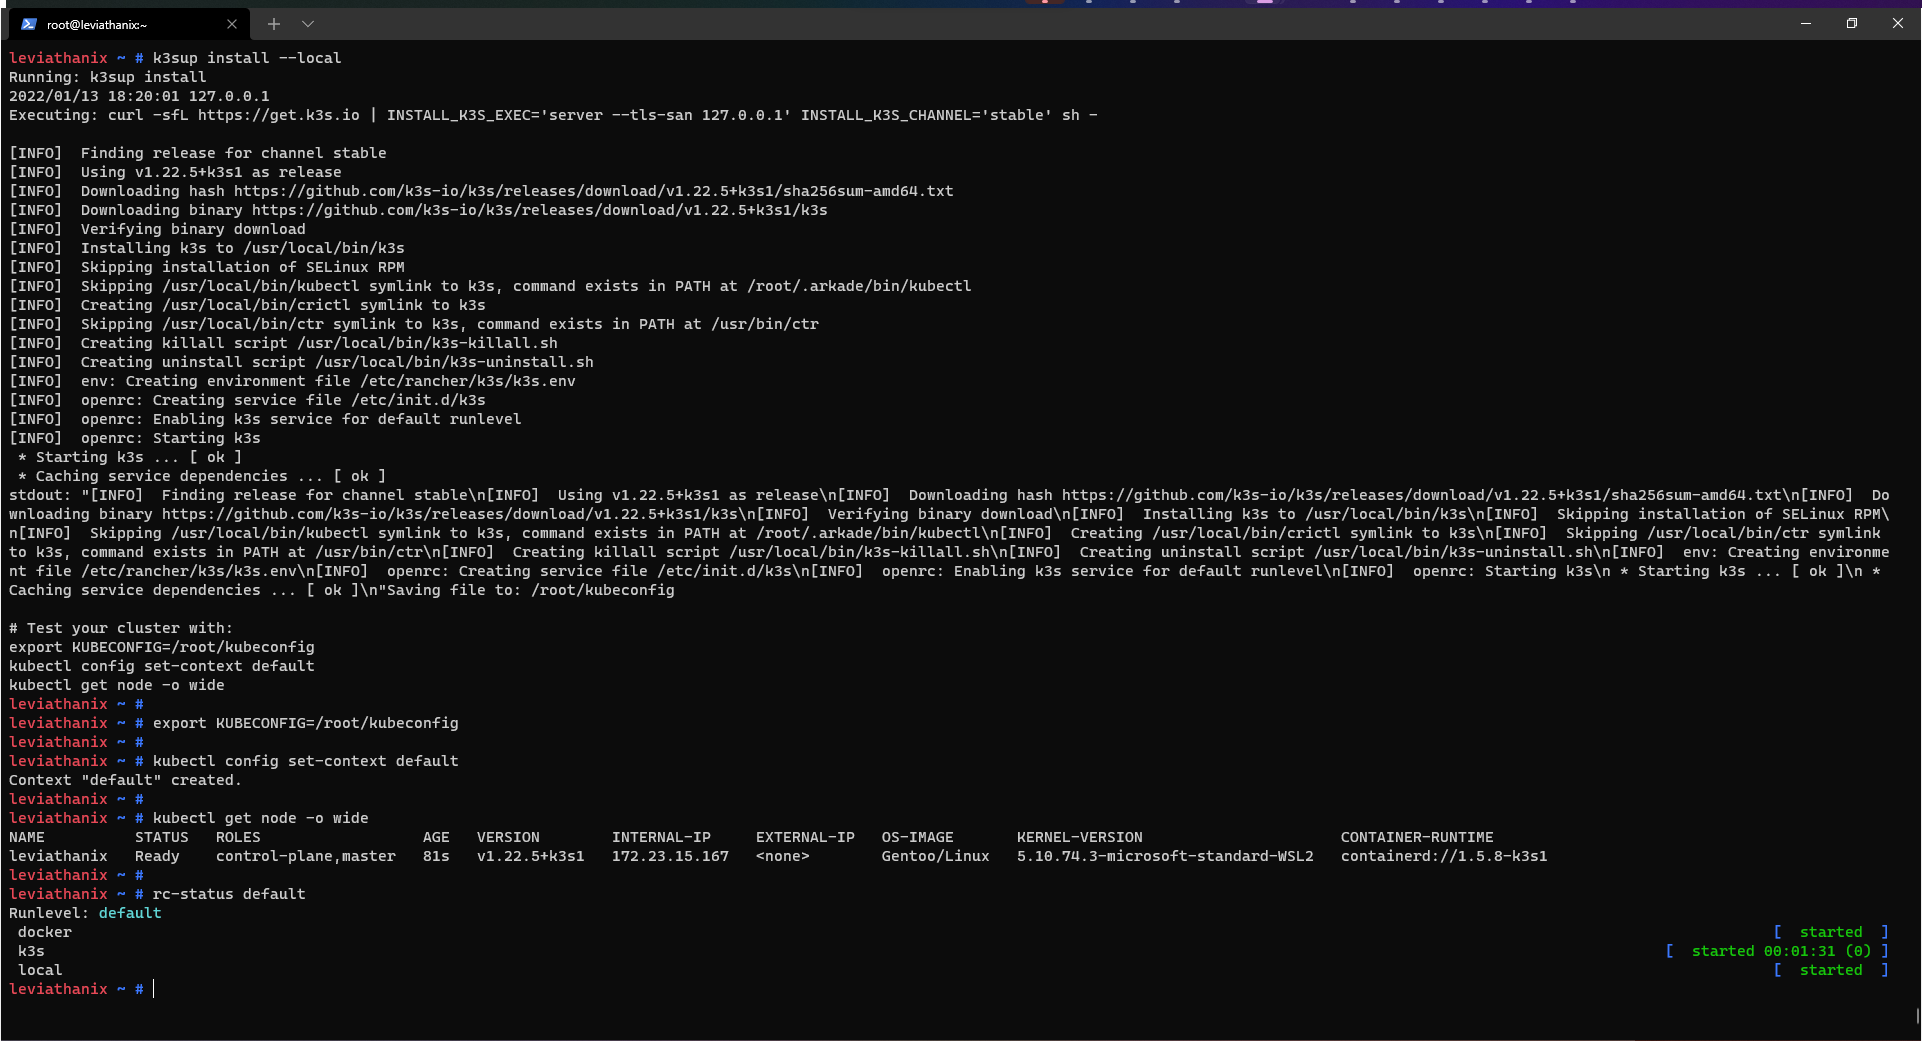 root@leviathanix:~
leviathanix ~ # k3sup install --local
Running: k3sup install
2022/01/13 18:20:01 127.0.0.1
Executing: curl -sfL https://get.k3s.io | INSTALL_K3S_EXEC='server --tls-san 127.0.0.1' INSTALL_K3S_CHANNEL='stable' sh -
[INFO]  Finding release for channel stable
[INFO]  Using v1.22.5+k3s1 as release
[INFO]  Downloading hash https://github.com/k3s-io/k3s/releases/download/v1.22.5+k3s1/sha256sum-amd64.txt
[INFO]  Downloading binary https://github.com/k3s-io/k3s/releases/download/v1.22.5+k3s1/k3s
[INFO]  Verifying binary download
[INFO]  Installing k3s to /usr/local/bin/k3s
[INFO]  Skipping installation of SELinux RPM
[INFO]  Skipping /usr/local/bin/kubectl symlink to k3s, command exists in PATH at /root/.arkade/bin/kubectl
[INFO]  Creating /usr/local/bin/crictl symlink to k3s
[INFO]  Skipping /usr/local/bin/ctr symlink to k3s, command exists in PATH at /usr/bin/ctr
[INFO]  Creating killall script /usr/local/bin/k3s-killall.sh
[INFO]  Creating uninstall script /usr/local/bin/k3s-uninstall.sh
[INFO]  env: Creating environment file /etc/rancher/k3s/k3s.env
[INFO]  openrc: Creating service file /etc/init.d/k3s
[INFO]  openrc: Enabling k3s service for default runlevel
[INFO]  openrc: Starting k3s
 * Starting k3s ... [ ok ]
 * Caching service dependencies ... [ ok ]
stdout: "[INFO]  Finding release for channel stable\n[INFO]  Using v1.22.5+k3s1 as release\n[INFO]  Downloading hash https://github.com/k3s-io/k3s/releases/download/v1.22.5+k3s1/sha256sum-amd64.txt\n[INFO]  Do
wnloading binary https://github.com/k3s-io/k3s/releases/download/v1.22.5+k3s1/k3s\n[INFO]  Verifying binary download\n[INFO]  Installing k3s to /usr/local/bin/k3s\n[INFO]  Skipping installation of SELinux RPM\
n[INFO]  Skipping /usr/local/bin/kubectl symlink to k3s, command exists in PATH at /root/.arkade/bin/kubectl\n[INFO]  Creating /usr/local/bin/crictl symlink to k3s\n[INFO]  Skipping /usr/local/bin/ctr symlink
to k3s, command exists in PATH at /usr/bin/ctr\n[INFO]  Creating killall script /usr/local/bin/k3s-killall.sh\n[INFO]  Creating uninstall script /usr/local/bin/k3s-uninstall.sh\n[INFO]  env: Creating environme
nt file /etc/rancher/k3s/k3s.env\n[INFO]  openrc: Creating service file /etc/init.d/k3s\n[INFO]  openrc: Enabling k3s service for default runlevel\n[INFO]  openrc: Starting k3s\n * Starting k3s ... [ ok ]\n *
Caching service dependencies ... [ ok ]\n"Saving file to: /root/kubeconfig
# Test your cluster with:
export KUBECONFIG=/root/kubeconfig
kubectl config set-context default
kubectl get node -o wide
leviathanix ~ #
leviathanix ~ # export KUBECONFIG=/root/kubeconfig
leviathanix ~ #
leviathanix ~ # kubectl config set-context default
Context "default" created.
leviathanix ~ #
leviathanix ~ # kubectl get node -o wide
NAME          STATUS   ROLES                  AGE   VERSION        INTERNAL-IP     EXTERNAL-IP   OS-IMAGE       KERNEL-VERSION                      CONTAINER-RUNTIME
leviathanix   Ready    control-plane,master   81s   v1.22.5+k3s1   172.23.15.167   <none>        Gentoo/Linux   5.10.74.3-microsoft-standard-WSL2   containerd://1.5.8-k3s1
leviathanix ~ #
leviathanix ~ # rc-status default
Runlevel: default
 docker [  started  ]
 k3s [  started 00:01:31 (0) ]
 local [  started  ]
leviathanix ~ #